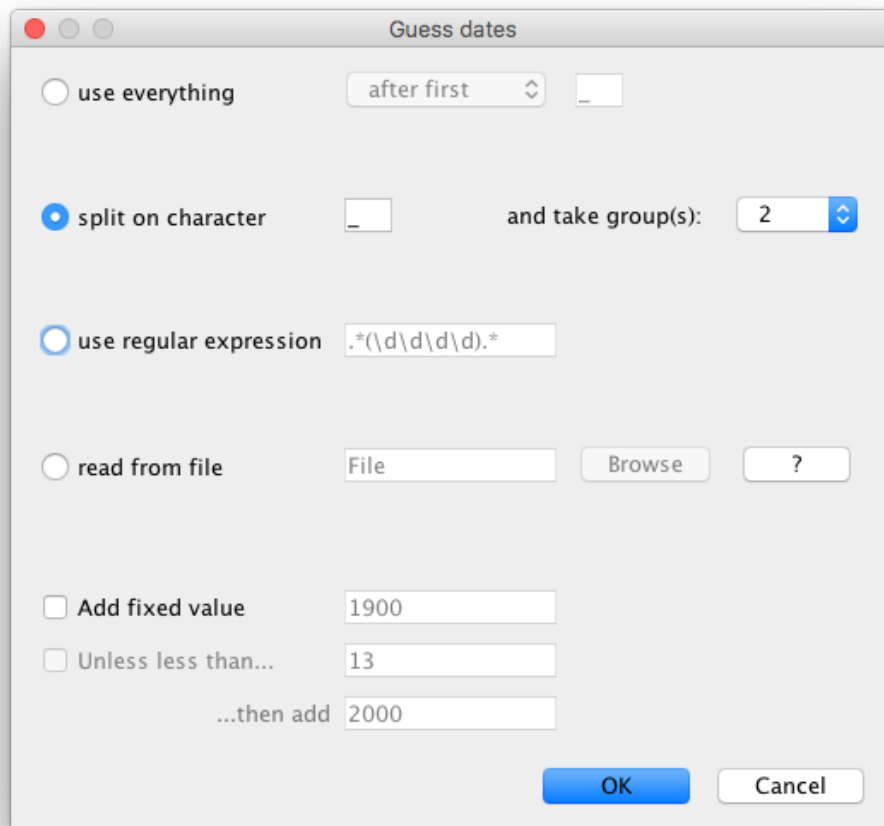 Guess dates
use everything after first _
split on character _ and take group(s): 2
use regular expression .*(\d\d\d\d).*
read from file File Browse ?
Add fixed value 1900
Unless less than... 13
...then add 2000
OK Cancel